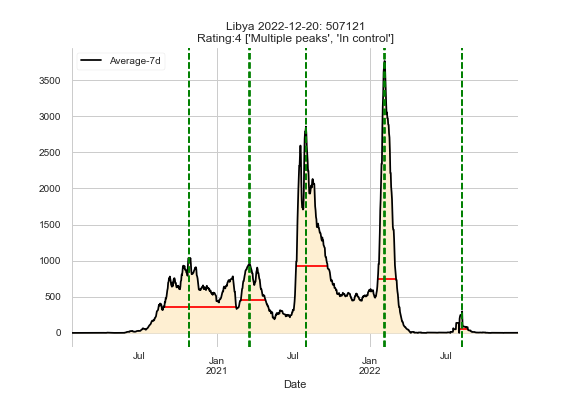 Libya 2022-12-20: 507121
Rating:4 ['Multiple peaks', 'In control']
Average-7d
3500
3000
2500
2000
1500
1000
500
0
Jul
Jan
2021
Jul
Jan
2022
Jul
Date